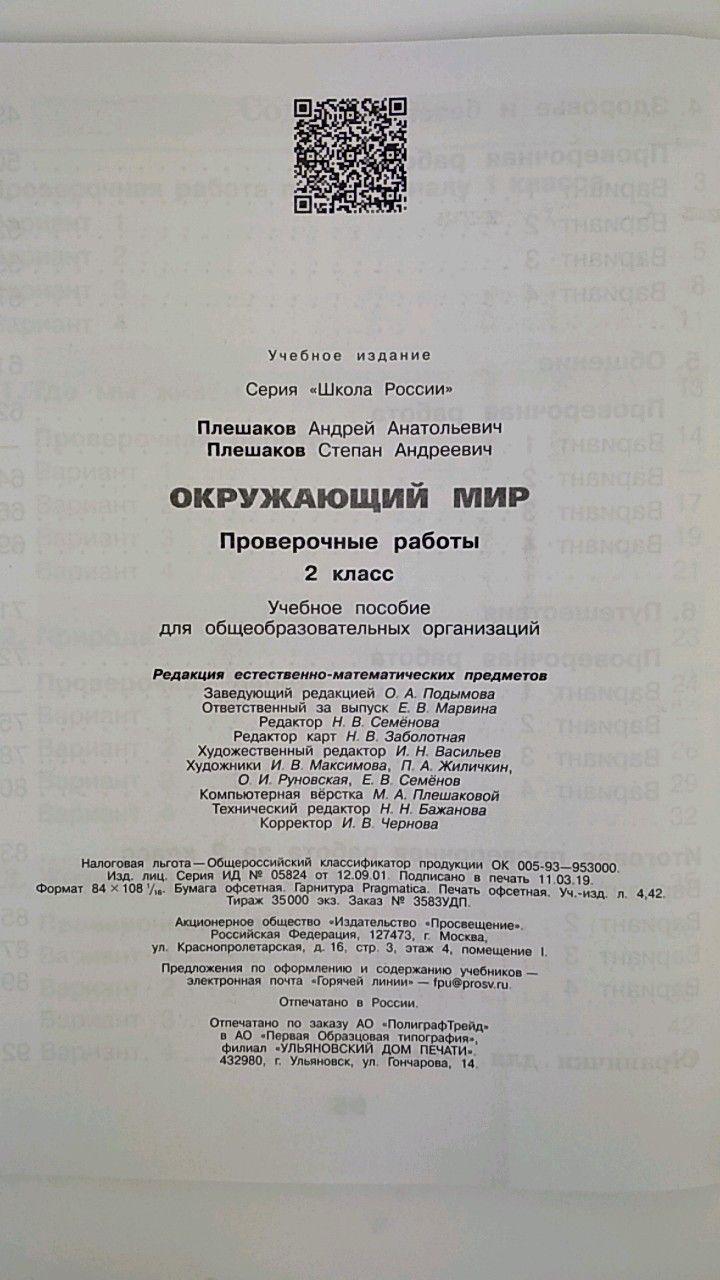 Учебное издание
Серия «Школа России»
Плешаков Андрей Анатольевич
Плешаков Степан Андреевич
ОКРУЖАЮЩИЙ МИР
Проверочные работы
2 класс
Учебное пособие
для общеобразовательных организаций
Редакция естественно-математических предметов
Заведующий редакцией О. А. Подымова
Ответственный за выпуск Е. В. Марвина
Редактор Н. В. Семёнова
Редактор карт Н. В. Заболотная
Художественный редактор И. Н. Васильев
Художники И. В. Максимова, П. А. Жиличкин,
О. И. Руновская, Е. В. Семёнов
Компьютерная вёрстка М. А. Плешаковой
Технический редактор Н. Н. Бажанова
Корректор И. В. Чернова
Налоговая льгота — Общероссийский классификатор продукции ОК 005-93—953000.
Изд. лиц. Серия ИД № 05824 от 12.09.01. Подписано в печать 11.03.19.
Формат 84 × 108 1/16. Бумага офсетная. Гарнитура Pragmatica. Печать офсетная. Уч.-изд. л. 4,42.
Тираж 35 000 экз. Заказ № 3583УДП.
Акционерное общество «Издательство «Просвещение».
Российская Федерация, 127473, г. Москва,
ул. Краснопролетарская, д. 16, стр. 3, этаж 4, помещение I.
Предложения по оформлению и содержанию учебников —
электронная почта «Горячей линии» — fpu@prosv.ru.
Отпечатано в России.
Отпечатано по заказу АО «ПолиграфТрейд»
в АО «Первая Образцовая типография»,
филиал «УЛЬЯНОВСКИЙ ДОМ ПЕЧАТИ».
432980, г. Ульяновск, ул. Гончарова, 14.